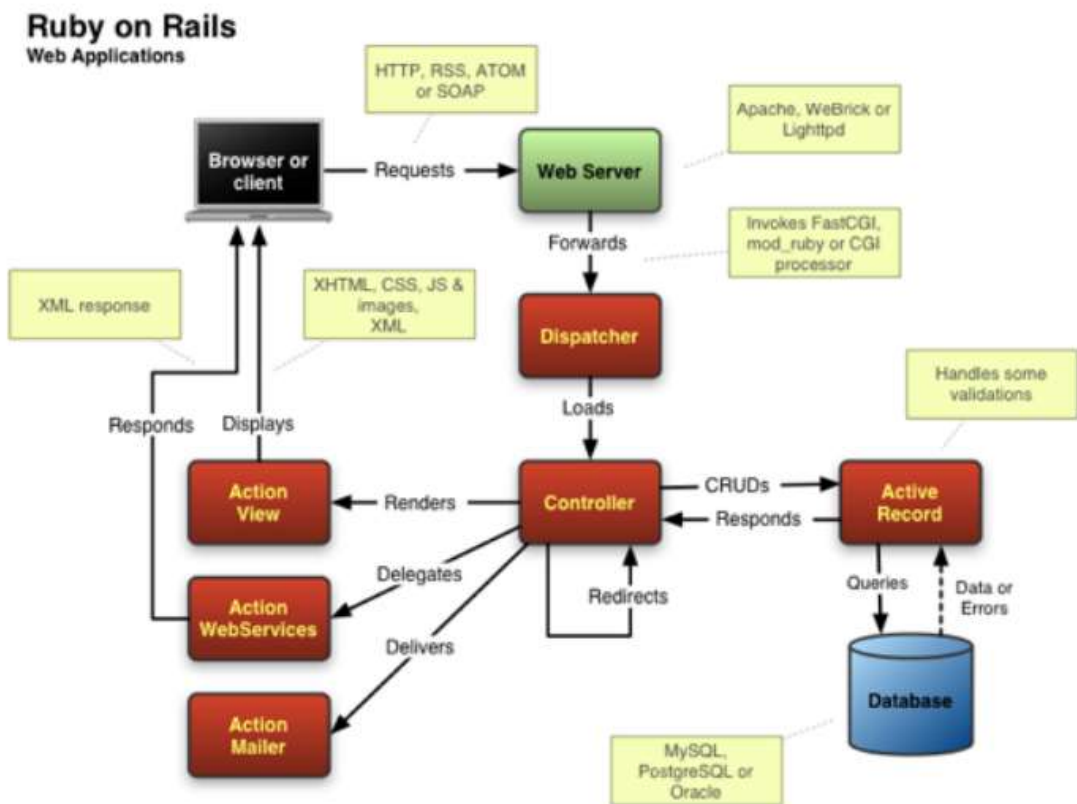 Ruby on Rails
Web Applications
HTTP, RSS, ATOM
or SOAP
Apache, WeBrick or
Lighttpd
Browser or
client
Requests
Web Server
Forwards
Invokes FastCGI,
mod_ruby or CGI
processor
XML response
XHTML, CSS, JS &
images,
XML
Dispatcher
Handles some
validations
Responds
Displays
Loads
Action
View
Renders
Controller
CRUDs
Responds
Active
Record
Delegates
Redirects
Queries
Data or
Errors
Action
WebServices
Delivers
Action
Mailer
Database
MySQL,
PostgreSQL or
Oracle